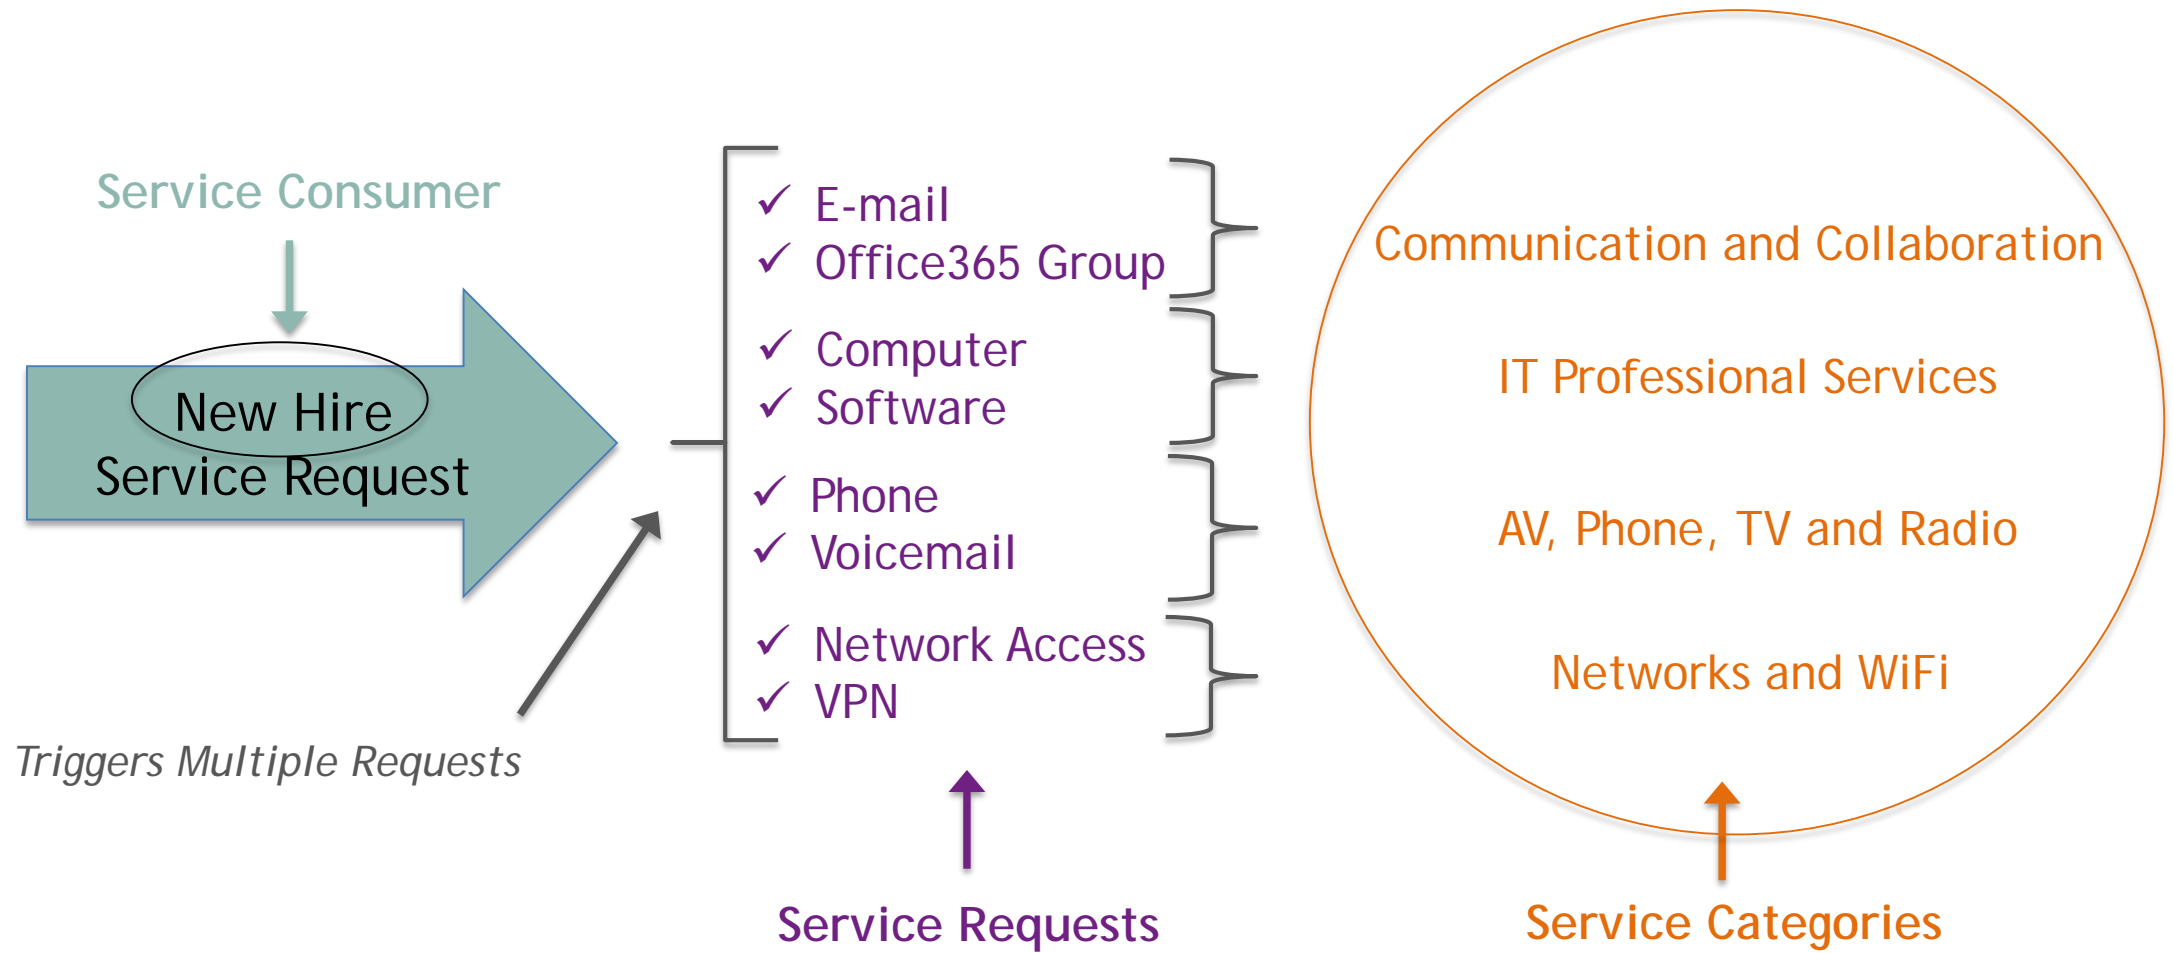 Service Consumer
New Hire
Service Request
Triggers Multiple Requests
E-mail
Office365 Group
Computer
Software
Phone
Voicemail
Network Access
VPN
Service Requests
Communication and Collaboration
IT Professional Services
AV, Phone, TV and Radio
Networks and WiFi
Service Categories